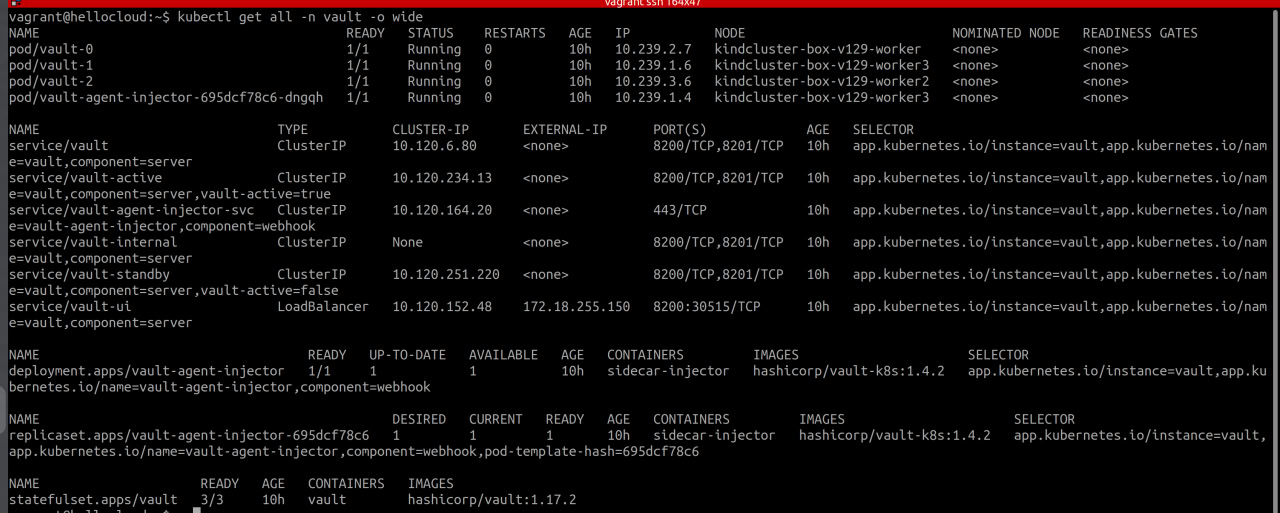 vagrant ssh 164x47
vagrant@hellocloud:~$ kubectl get all -n vault -o wide
NAME                                        READY   STATUS    RESTARTS   AGE   IP           NODE                           NOMINATED NODE   READINESS GATES
pod/vault-0                                 1/1     Running   0          10h   10.239.2.7   kindcluster-box-v129-worker    <none>           <none>
pod/vault-1                                 1/1     Running   0          10h   10.239.1.6   kindcluster-box-v129-worker3   <none>           <none>
pod/vault-2                                 1/1     Running   0          10h   10.239.3.6   kindcluster-box-v129-worker2   <none>           <none>
pod/vault-agent-injector-695dcf78c6-dngqh   1/1     Running   0          10h   10.239.1.4   kindcluster-box-v129-worker3   <none>           <none>

NAME                               TYPE           CLUSTER-IP       EXTERNAL-IP      PORT(S)             AGE   SELECTOR
service/vault                      ClusterIP      10.120.6.80      <none>           8200/TCP,8201/TCP   10h   app.kubernetes.io/instance=vault,app.kubernetes.io/nam
e=vault,component=server
service/vault-active               ClusterIP      10.120.234.13    <none>           8200/TCP,8201/TCP   10h   app.kubernetes.io/instance=vault,app.kubernetes.io/nam
e=vault,component=server,vault-active=true
service/vault-agent-injector-svc   ClusterIP      10.120.164.20    <none>           443/TCP             10h   app.kubernetes.io/instance=vault,app.kubernetes.io/nam
e=vault-agent-injector,component=webhook
service/vault-internal             ClusterIP      None             <none>           8200/TCP,8201/TCP   10h   app.kubernetes.io/instance=vault,app.kubernetes.io/nam
e=vault,component=server
service/vault-standby              ClusterIP      10.120.251.220   <none>           8200/TCP,8201/TCP   10h   app.kubernetes.io/instance=vault,app.kubernetes.io/nam
e=vault,component=server,vault-active=false
service/vault-ui                   LoadBalancer   10.120.152.48    172.18.255.150   8200:30515/TCP      10h   app.kubernetes.io/instance=vault,app.kubernetes.io/nam
e=vault,component=server

NAME                                   READY   UP-TO-DATE   AVAILABLE   AGE   CONTAINERS         IMAGES                      SELECTOR
deployment.apps/vault-agent-injector   1/1     1            1           10h   sidecar-injector   hashicorp/vault-k8s:1.4.2   app.kubernetes.io/instance=vault,app.ku
bernetes.io/name=vault-agent-injector,component=webhook

NAME                                              DESIRED   CURRENT   READY   AGE   CONTAINERS         IMAGES                      SELECTOR
replicaset.apps/vault-agent-injector-695dcf78c6   1         1         1       10h   sidecar-injector   hashicorp/vault-k8s:1.4.2   app.kubernetes.io/instance=vault,
app.kubernetes.io/name=vault-agent-injector,component=webhook,pod-template-hash=695dcf78c6

NAME                     READY   AGE   CONTAINERS   IMAGES
statefulset.apps/vault   3/3     10h   vault        hashicorp/vault:1.17.2